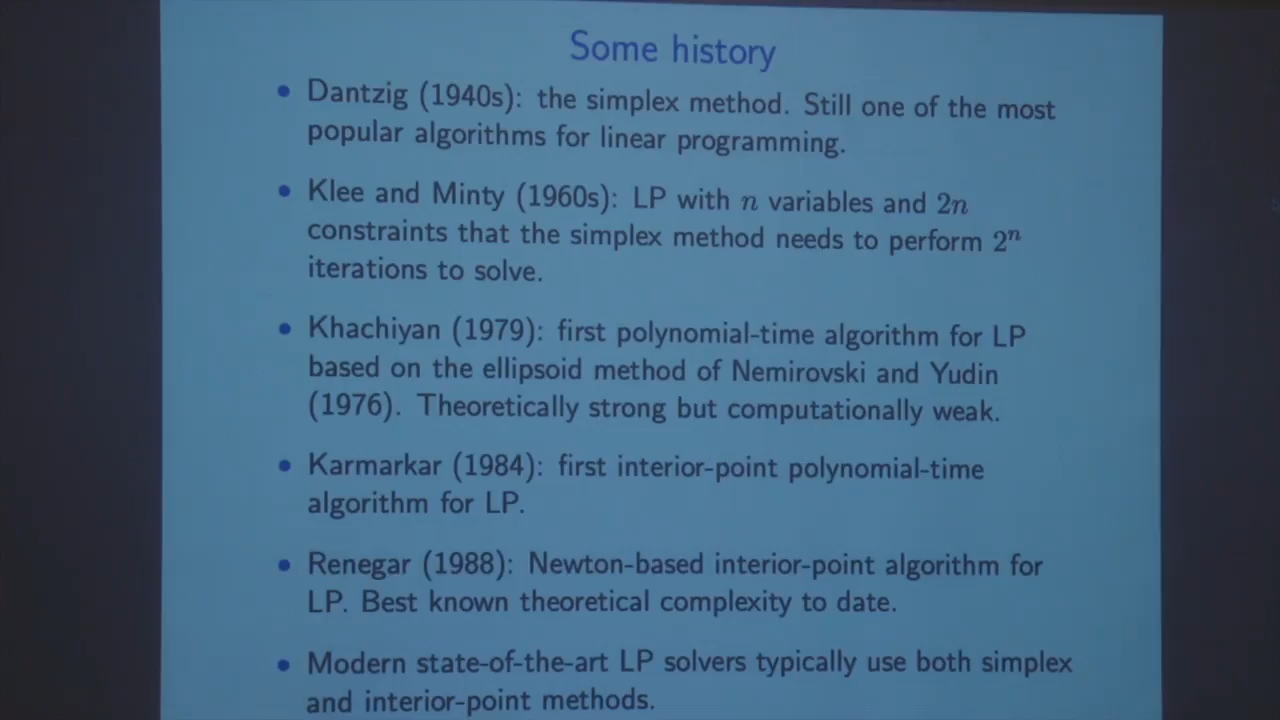 Some history
• Dantzig (1940s): the simplex method. Still one of the most
popular algorithms for linear programming.
• Klee and Minty (1960s): LP with n variables and 2n
constraints that the simplex method needs to perform 2ⁿ
iterations to solve.
• Khachiyan (1979): first polynomial-time algorithm for LP
based on the ellipsoid method of Nemirovski and Yudin
(1976). Theoretically strong but computationally weak.
• Karmarkar (1984): first interior-point polynomial-time
algorithm for LP.
• Renegar (1988): Newton-based interior-point algorithm for
LP. Best known theoretical complexity to date.
• Modern state-of-the-art LP solvers typically use both simplex
and interior-point methods.